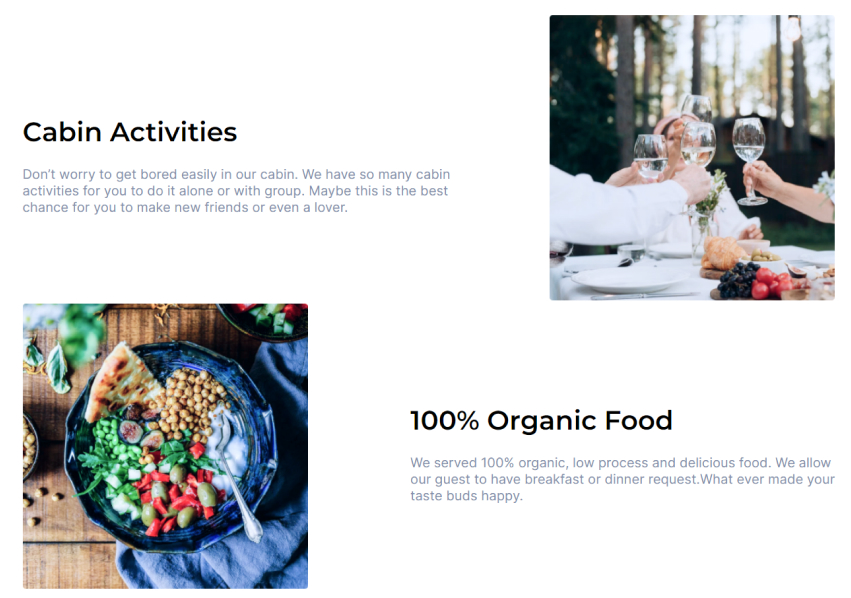 Cabin Activities
Don't worry to get bored easily in our cabin. We have so many cabin
activities for you to do it alone or with group. Maybe this is the best
chance for you to make new friends or even a lover.
100% Organic Food
We served 100% organic, low process and delicious food. We allow
our guest to have breakfast or dinner request.What ever made your
taste buds happy.